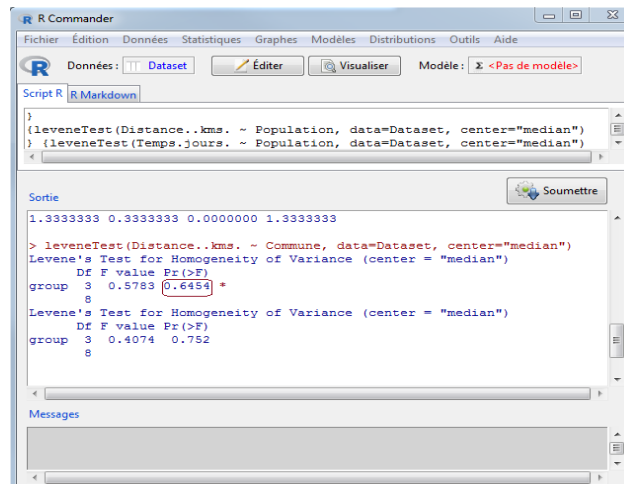 R Commander
Fichier Édition Données Statistiques Graphes Modèles Distributions Outils Aide
R Données : Dataset Éditer Visualiser Modèle : Σ <Pas de modèle>
Script R R Markdown
}
{leveneTest(Distance..kms. ~ Population, data=Dataset, center="median")
} {leveneTest(Temps.jours. ~ Population, data=Dataset, center="median")
Sortie
Soumettre
1.3333333 0.3333333 0.0000000 1.3333333
> leveneTest(Distance..kms. ~ Commune, data=Dataset, center="median")
Levene's Test for Homogeneity of Variance (center = "median")
Df F value Pr(>F)
group 3 0.5783 0.6454 *
8
Levene's Test for Homogeneity of Variance (center = "median")
Df F value Pr(>F)
group 3 0.4074 0.752
8
Messages